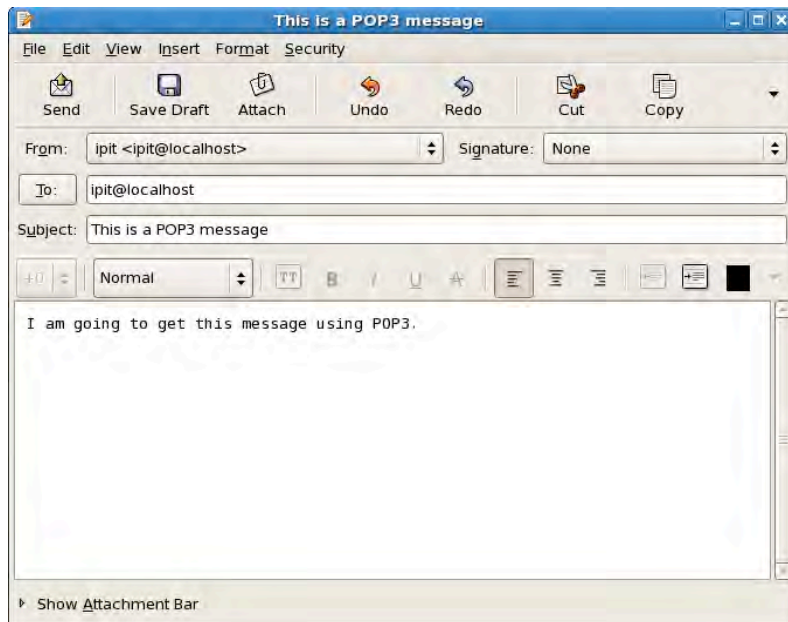 This is a POP3 message
File Edit View Insert Format Security
Send Save Draft Attach Undo Redo Cut Copy
From: ipit <ipit@localhost> Signature: None
To: ipit@localhost
Subject: This is a POP3 message
+0 Normal TT B I U A
I am going to get this message using POP3.
Show Attachment Bar